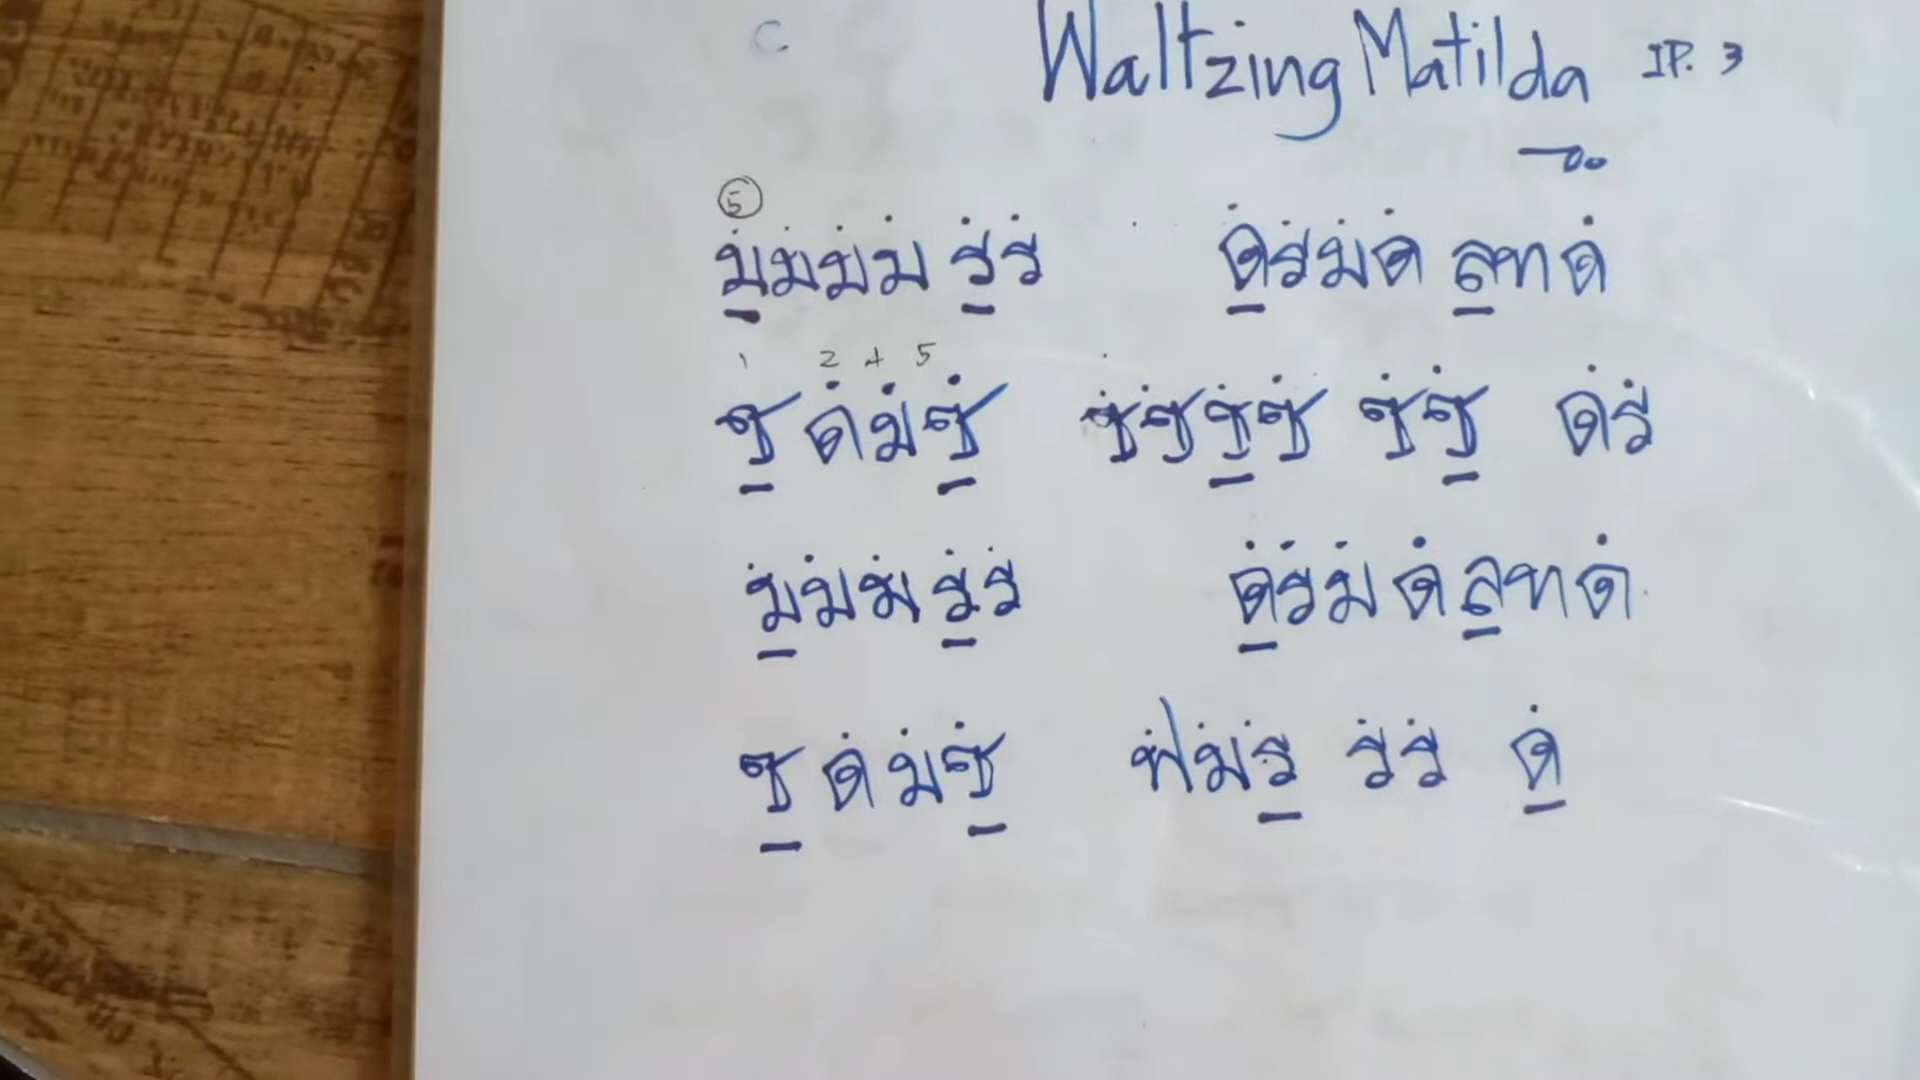 C Waltzing Matilda IP. 3
5
มํ มํ มํ มํ รํ รํ ดํ รํ มํ ดํ ล ท ดํ
1 2 4 5
ซ ดํ มํ ซํ ซํ ซํ ซํ ซํ ซํ ซํ ดํ รํ
มํ มํ มํ รํ รํ ดํ รํ มํ ดํ ล ท ดํ
ซ ดํ มํ ซํ ฟํ มํ รํ รํ รํ ดํ